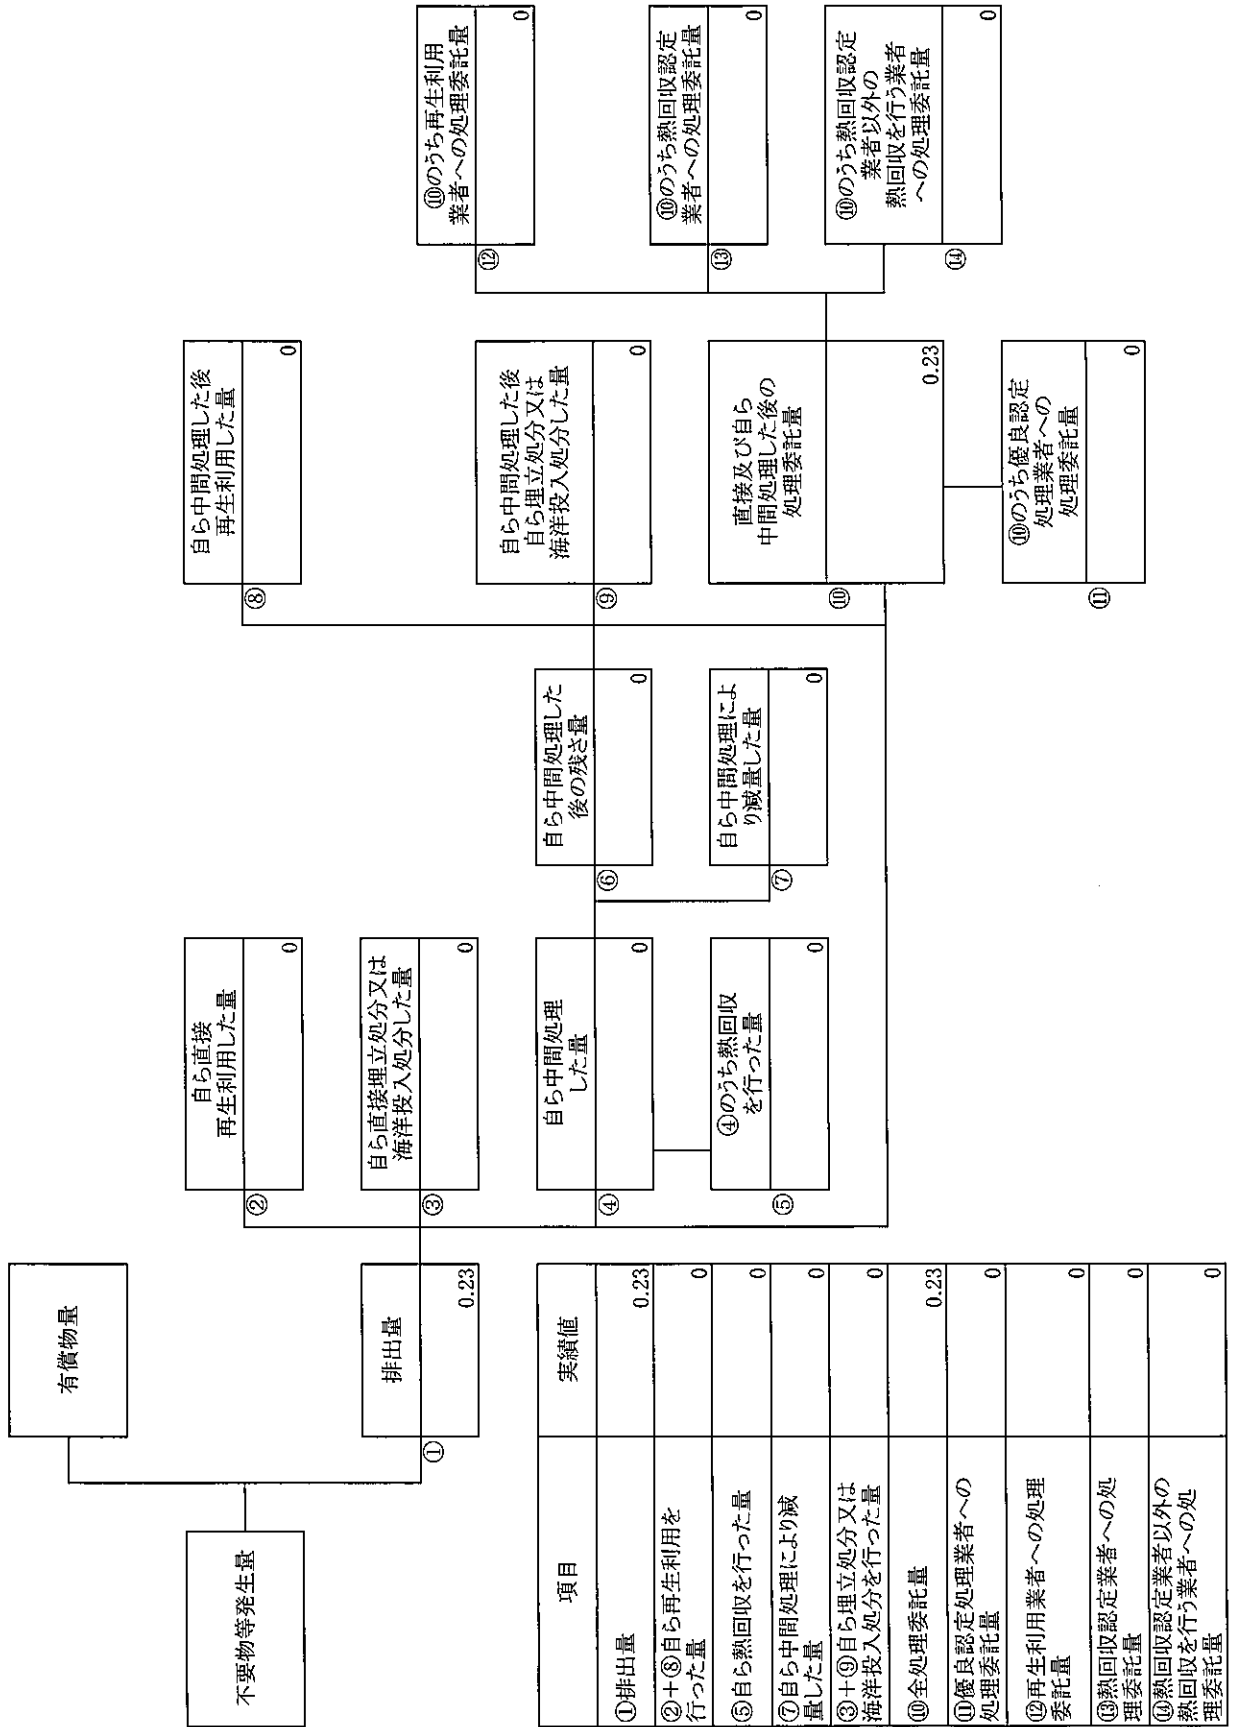 不要物等発生量
有償物量
①
排出量
0.23
②
自ら直接
再生利用した量
0
③
自ら直接埋立処分又は
海洋投入処分した量
0
④
自ら中間処理
した量
0
⑤
④のうち熱回収
を行った量
0
⑥
自ら中間処理した
後の残さ量
0
⑦
自ら中間処理によ
り減量した量
0
⑧
自ら中間処理した後
再生利用した量
0
⑨
自ら中間処理した後
自ら埋立処分又は
海洋投入処分した量
0
⑩
直接及び自ら
中間処理した後の
処理委託量
0.23
⑪
⑩のうち優良認定
処理業者への
処理委託量
0
⑫
⑩のうち再生利用
業者への処理委託量
0
⑬
⑩のうち熱回収認定
業者への処理委託量
0
⑭
⑩のうち熱回収認定
業者以外の
熱回収を行う業者
への処理委託量
0
項目 実績値
①排出量 0.23
②+⑧自ら再生利用を
行った量 0
⑤自ら熱回収を行った量 0
⑦自ら中間処理により減
量した量 0
③+⑨自ら埋立処分又は
海洋投入処分を行った量 0
⑩全処理委託量 0.23
⑪優良認定処理業者への
処理委託量 0
⑫再生利用業者への処理
委託量 0
⑬熱回収認定業者への処
理委託量 0
⑭熱回収認定業者以外の
熱回収を行う業者への処
理委託量 0